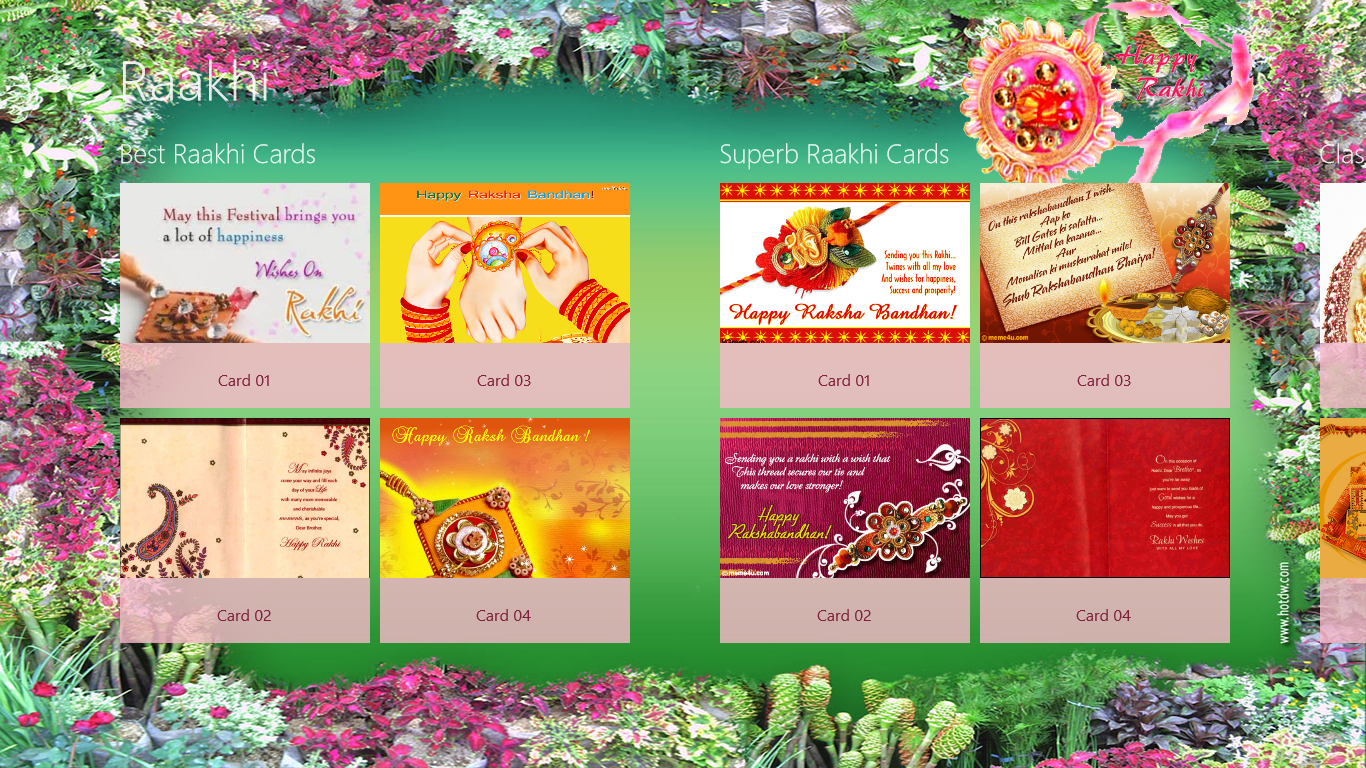 Raakhi
Happy
Rakhi
Best Raakhi Cards
May this Festival brings you
a lot of happiness
Wishes On
Rakhi
Card 01
Happy Raksha Bandhan!
Card 03
May infinite joys
come your way and fill each
day of your Life
with many more memorable
and cherishable
moments, as you're special,
Dear Brother.
Happy Rakhi
Card 02
Happy Raksh Bandhan !
Card 04
Superb Raakhi Cards
Sending you this Rakhi...
Twines with all my love
And wishes for happiness,
Success and prosperity!
Happy Raksha Bandhan!
Card 01
On this rakshabandhan I wish.
Aap ko
Bill Gates ki safalta...
Mittal ka kazana...
Aur
Monalisa ki muskurahat mile!
Shub Rakshabandhan Bhaiya!
© meme4u.com
Card 03
Sending you a rakhi with a wish that
This thread secures our tie and
makes our love stronger!
Happy
Rakshabandhan!
© meme4u.com
Card 02
On this occasion of
Rakhi Dear Brother, as
you're far away
just want to send you loads of
Good wishes for a
happy and prosperous life...
May you get
Success in all that you do.
Rakhi Wishes
WITH ALL MY LOVE
Card 04
Clas
www.hotdw.com